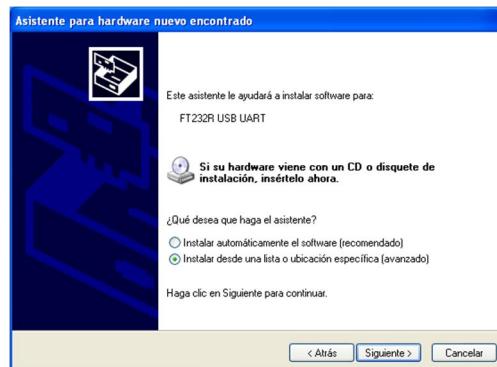 Asistente para hardware nuevo encontrado
Este asistente le ayudará a instalar software para:
FT232R USB UART
Si su hardware viene con un CD o disquete de
instalación, insértelo ahora.
¿Qué desea que haga el asistente?
Instalar automáticamente el software (recomendado)
Instalar desde una lista o ubicación específica (avanzado)
Haga clic en Siguiente para continuar.
< Atrás
Siguiente >
Cancelar